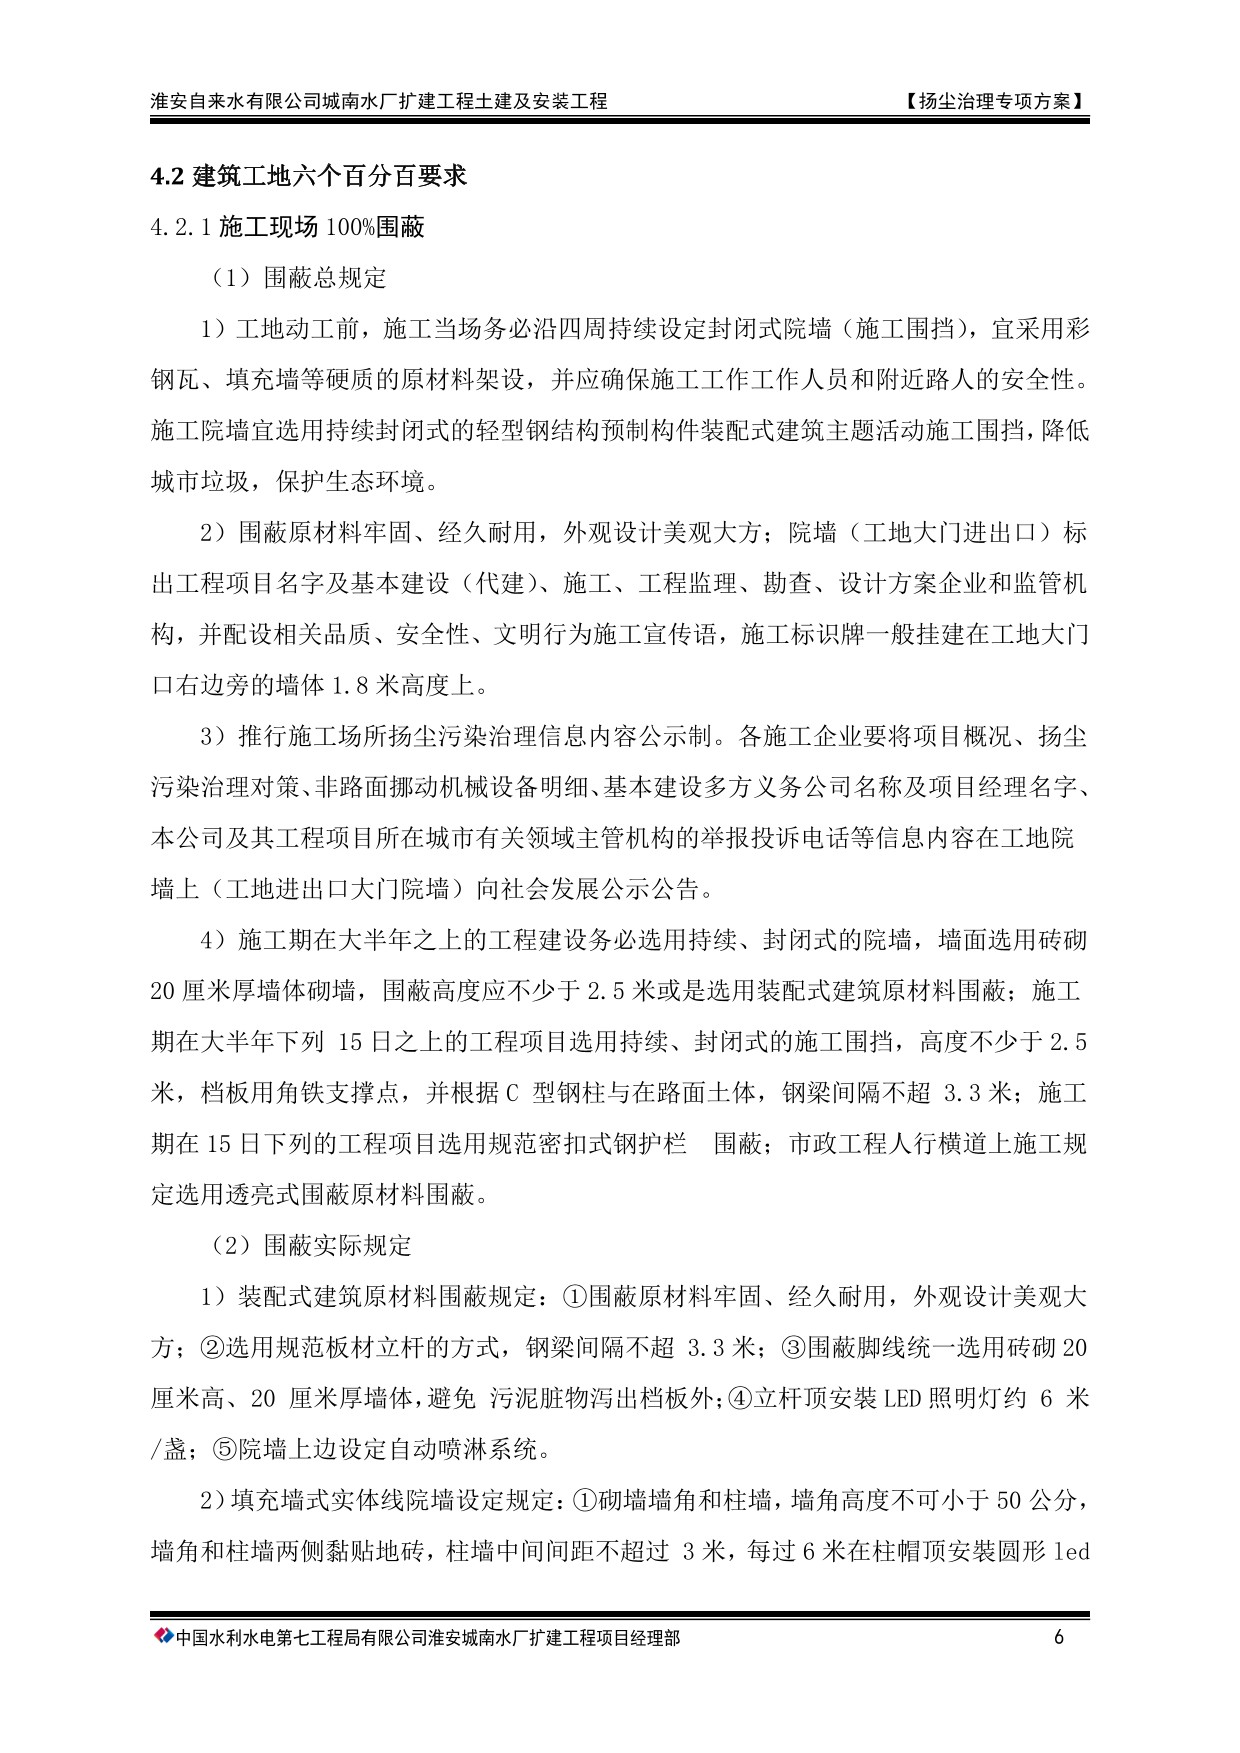 淮安自来水有限公司城南水厂扩建工程土建及安装工程 【扬尘治理专项方案】
4.2 建筑工地六个百分百要求
4.2.1 施工现场 100%围蔽
（1）围蔽总规定
1）工地动工前，施工当场务必沿四周持续设定封闭式院墙（施工围挡），宜采用彩
钢瓦、填充墙等硬质的原材料架设，并应确保施工工作工作人员和附近路人的安全性。
施工院墙宜选用持续封闭式的轻型钢结构预制构件装配式建筑主题活动施工围挡，降低
城市垃圾，保护生态环境。
2）围蔽原材料牢固、经久耐用，外观设计美观大方；院墙（工地大门进出口）标
出工程项目名字及基本建设（代建）、施工、工程监理、勘查、设计方案企业和监管机
构，并配设相关品质、安全性、文明行为施工宣传语，施工标识牌一般挂建在工地大门
口右边旁的墙体 1.8 米高度上。
3）推行施工场所扬尘污染治理信息内容公示制。各施工企业要将项目概况、扬尘
污染治理对策、非路面挪动机械设备明细、基本建设多方义务公司名称及项目经理名字、
本公司及其工程项目所在城市有关领域主管机构的举报投诉电话等信息内容在工地院
墙上（工地进出口大门院墙）向社会发展公示公告。
4）施工期在大半年之上的工程建设务必选用持续、封闭式的院墙，墙面选用砖砌
20 厘米厚墙体砌墙，围蔽高度应不少于 2.5 米或是选用装配式建筑原材料围蔽；施工
期在大半年下列 15 日之上的工程项目选用持续、封闭式的施工围挡，高度不少于 2.5
米，档板用角铁支撑点，并根据 C 型钢柱与在路面土体，钢梁间隔不超 3.3 米；施工
期在 15 日下列的工程项目选用规范密扣式钢护栏 围蔽；市政工程人行横道上施工规
定选用透亮式围蔽原材料围蔽。
（2）围蔽实际规定
1）装配式建筑原材料围蔽规定：①围蔽原材料牢固、经久耐用，外观设计美观大
方；②选用规范板材立杆的方式，钢梁间隔不超 3.3 米；③围蔽脚线统一选用砖砌 20
厘米高、20 厘米厚墙体，避免 污泥脏物泻出档板外；④立杆顶安装 LED 照明灯约 6 米
/盏；⑤院墙上边设定自动喷淋系统。
2）填充墙式实体线院墙设定规定：①砌墙墙角和柱墙，墙角高度不可小于 50 公分，
墙角和柱墙两侧黏贴地砖，柱墙中间间距不超过 3 米，每过 6 米在柱帽顶安装圆形 led
中国水利水电第七工程局有限公司淮安城南水厂扩建工程项目经理部 6